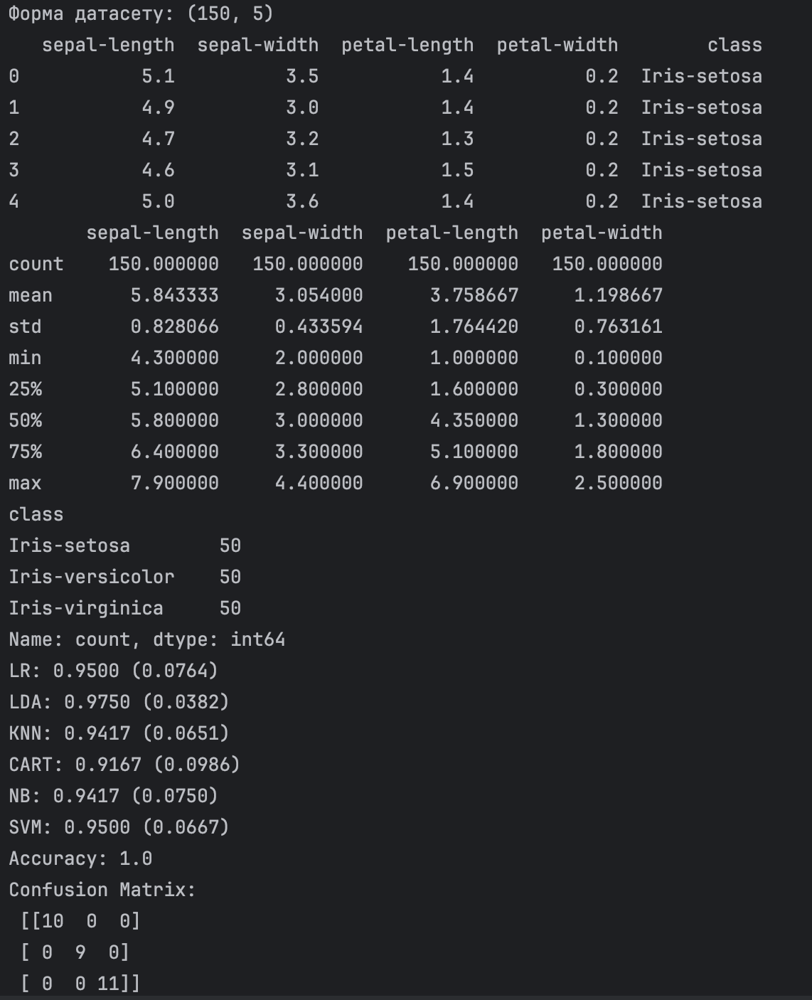 Форма датасету: (150, 5)
   sepal-length  sepal-width  petal-length  petal-width        class
0           5.1          3.5           1.4          0.2  Iris-setosa
1           4.9          3.0           1.4          0.2  Iris-setosa
2           4.7          3.2           1.3          0.2  Iris-setosa
3           4.6          3.1           1.5          0.2  Iris-setosa
4           5.0          3.6           1.4          0.2  Iris-setosa
       sepal-length  sepal-width  petal-length  petal-width
count    150.000000   150.000000    150.000000   150.000000
mean       5.843333     3.054000      3.758667     1.198667
std        0.828066     0.433594      1.764420     0.763161
min        4.300000     2.000000      1.000000     0.100000
25%        5.100000     2.800000      1.600000     0.300000
50%        5.800000     3.000000      4.350000     1.300000
75%        6.400000     3.300000      5.100000     1.800000
max        7.900000     4.400000      6.900000     2.500000
class
Iris-setosa        50
Iris-versicolor    50
Iris-virginica     50
Name: count, dtype: int64
LR: 0.9500 (0.0764)
LDA: 0.9750 (0.0382)
KNN: 0.9417 (0.0651)
CART: 0.9167 (0.0986)
NB: 0.9417 (0.0750)
SVM: 0.9500 (0.0667)
Accuracy: 1.0
Confusion Matrix:
 [[10  0  0]
 [ 0  9  0]
 [ 0  0 11]]